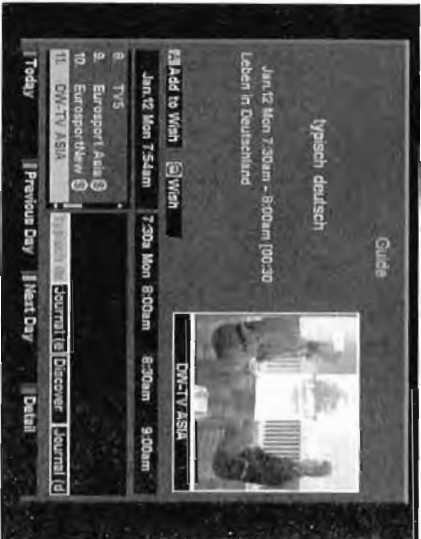 Guide
typisch deutsch
Jan.12 Mon 7:30am - 8:00am [00:30
Leben in Deutschland
Add to Wish
Wish
DW-TV ASIA
Jan.12 Mon 7:54am
7:30a Mon 8:00am 8:30am 9:00am
8. TV5
9. Eurosport Asia $
10. EurosportNew $
11. DW-TV ASIA
typisch de Journal (e Discover Journal (d
Today Previous Day Next Day Detail